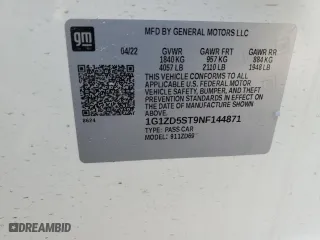 gm
MFD BY GENERAL MOTORS LLC
04/22 GVWR GAWR FRT GAWR RR
1840 KG 957 KG 884 KG
4057 LB 2110 LB 1948 LB
THIS VEHICLE CONFORMS TO ALL
APPLICABLE U.S. FEDERAL MOTOR
VEHICLE SAFETY, BUMPER, AND THEFT
PREVENTION STANDARDS IN EFFECT ON
THE DATE OF MANUFACTURE SHOWN
ABOVE.
1G1ZD5ST9NF144871
TYPE: PASS CAR
MODEL: